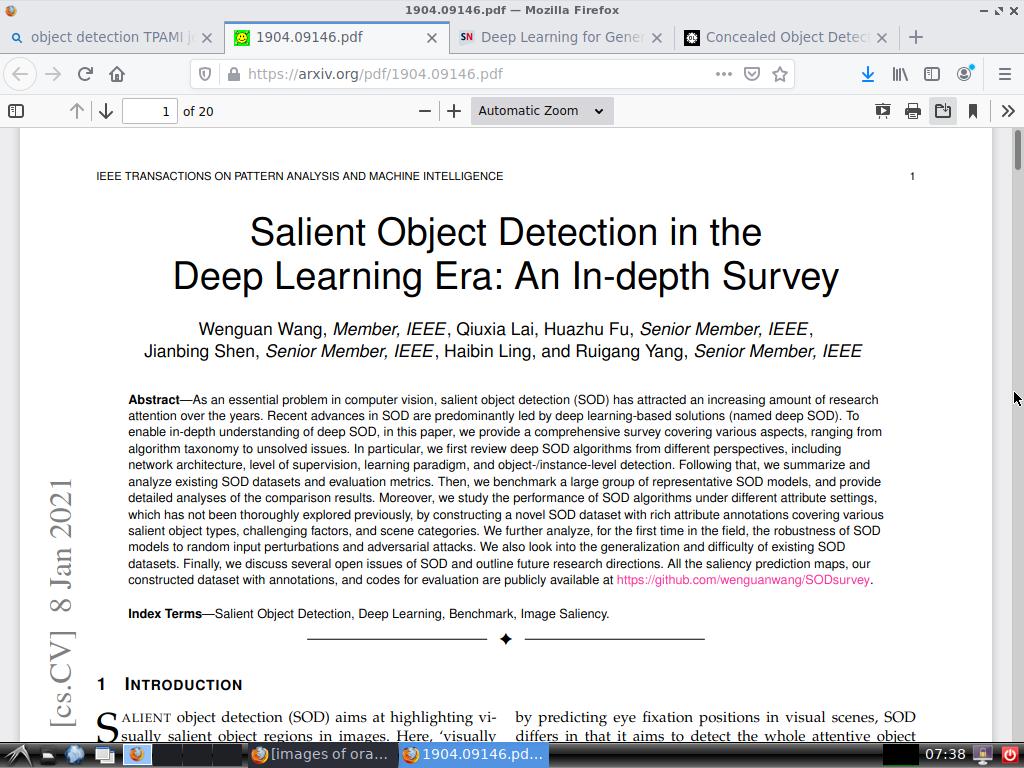 1904.09146.pdf — Mozilla Firefox
object detection TPAMI j
1904.09146.pdf
SN Deep Learning for Gener
Concealed Object Detect
https://arxiv.org/pdf/1904.09146.pdf
1 of 20
Automatic Zoom
IEEE TRANSACTIONS ON PATTERN ANALYSIS AND MACHINE INTELLIGENCE 1
Salient Object Detection in the
Deep Learning Era: An In-depth Survey
Wenguan Wang, Member, IEEE, Qiuxia Lai, Huazhu Fu, Senior Member, IEEE,
Jianbing Shen, Senior Member, IEEE, Haibin Ling, and Ruigang Yang, Senior Member, IEEE
Abstract—As an essential problem in computer vision, salient object detection (SOD) has attracted an increasing amount of research
attention over the years. Recent advances in SOD are predominantly led by deep learning-based solutions (named deep SOD). To
enable in-depth understanding of deep SOD, in this paper, we provide a comprehensive survey covering various aspects, ranging from
algorithm taxonomy to unsolved issues. In particular, we first review deep SOD algorithms from different perspectives, including
network architecture, level of supervision, learning paradigm, and object-/instance-level detection. Following that, we summarize and
analyze existing SOD datasets and evaluation metrics. Then, we benchmark a large group of representative SOD models, and provide
detailed analyses of the comparison results. Moreover, we study the performance of SOD algorithms under different attribute settings,
which has not been thoroughly explored previously, by constructing a novel SOD dataset with rich attribute annotations covering various
salient object types, challenging factors, and scene categories. We further analyze, for the first time in the field, the robustness of SOD
models to random input perturbations and adversarial attacks. We also look into the generalization and difficulty of existing SOD
datasets. Finally, we discuss several open issues of SOD and outline future research directions. All the saliency prediction maps, our
constructed dataset with annotations, and codes for evaluation are publicly available at https://github.com/wenguanwang/SODsurvey.
Index Terms—Salient Object Detection, Deep Learning, Benchmark, Image Saliency.
[cs.CV] 8 Jan 2021
1 INTRODUCTION
SALIENT object detection (SOD) aims at highlighting vi-
sually salient object regions in images. Here, ‘visually
by predicting eye fixation positions in visual scenes, SOD
differs in that it aims to detect the whole attentive object
[images of ora...
1904.09146.pd...
07:38